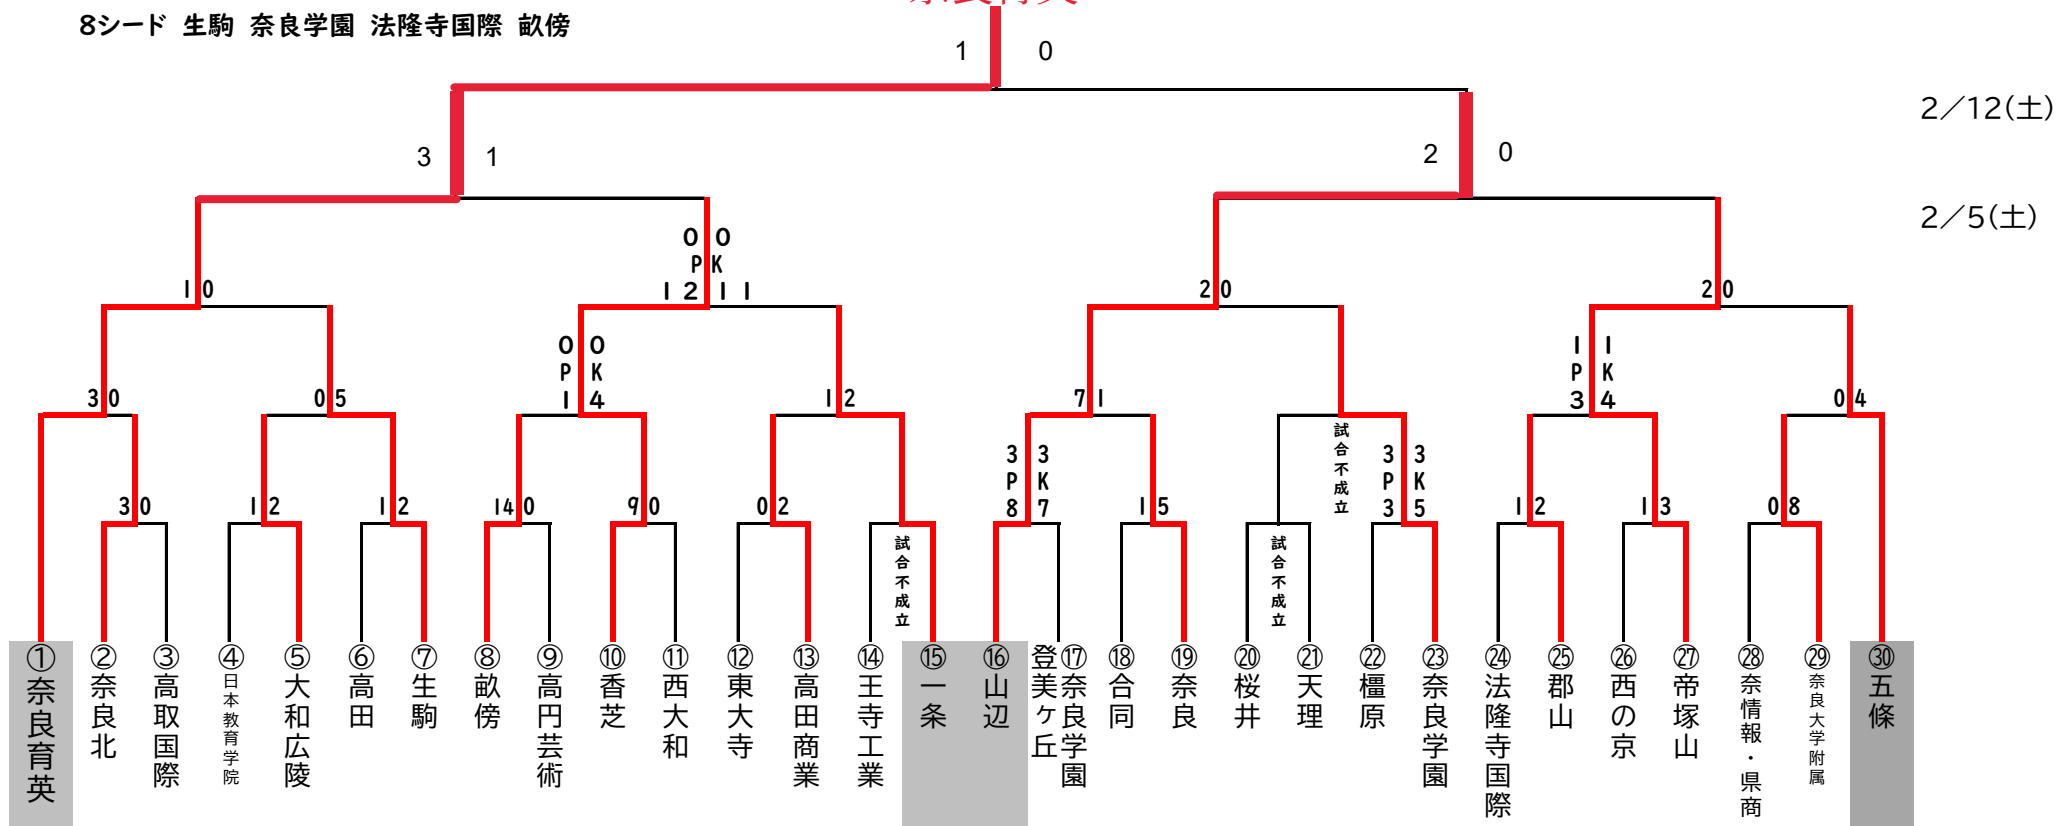 奈良育英
8シード 生駒 奈良学園 法隆寺国際 畝傍
1 0
2/12(土)
3 1
2 0
2/5(土)
0 0
P K
12 11
1 0
2 0
2 0
0 0
P K
1 4
1 1
P K
3 4
3 0
0 5
1 2
7 1
0 4
試合不成立
3 3
P K
8 7
3 3
P K
3 5
3 0
1 2
1 2
14 0
9 0
0 2
1 5
1 2
1 3
0 8
試合不成立
試合不成立
①奈良育英
②奈良北
③高取国際
④日本教育学院
⑤大和広陵
⑥高田
⑦生駒
⑧畝傍
⑨高円芸術
⑩香芝
⑪西大和
⑫東大寺
⑬高田商業
⑭王寺工業
⑮一条
⑯山辺
⑰奈良学園
登美ヶ丘
⑱合同
⑲奈良
⑳桜井
㉑天理
㉒橿原
㉓奈良学園
㉔法隆寺国際
㉕郡山
㉖西の京
㉗帝塚山
㉘奈情報・県商
㉙奈良大学附属
㉚五條